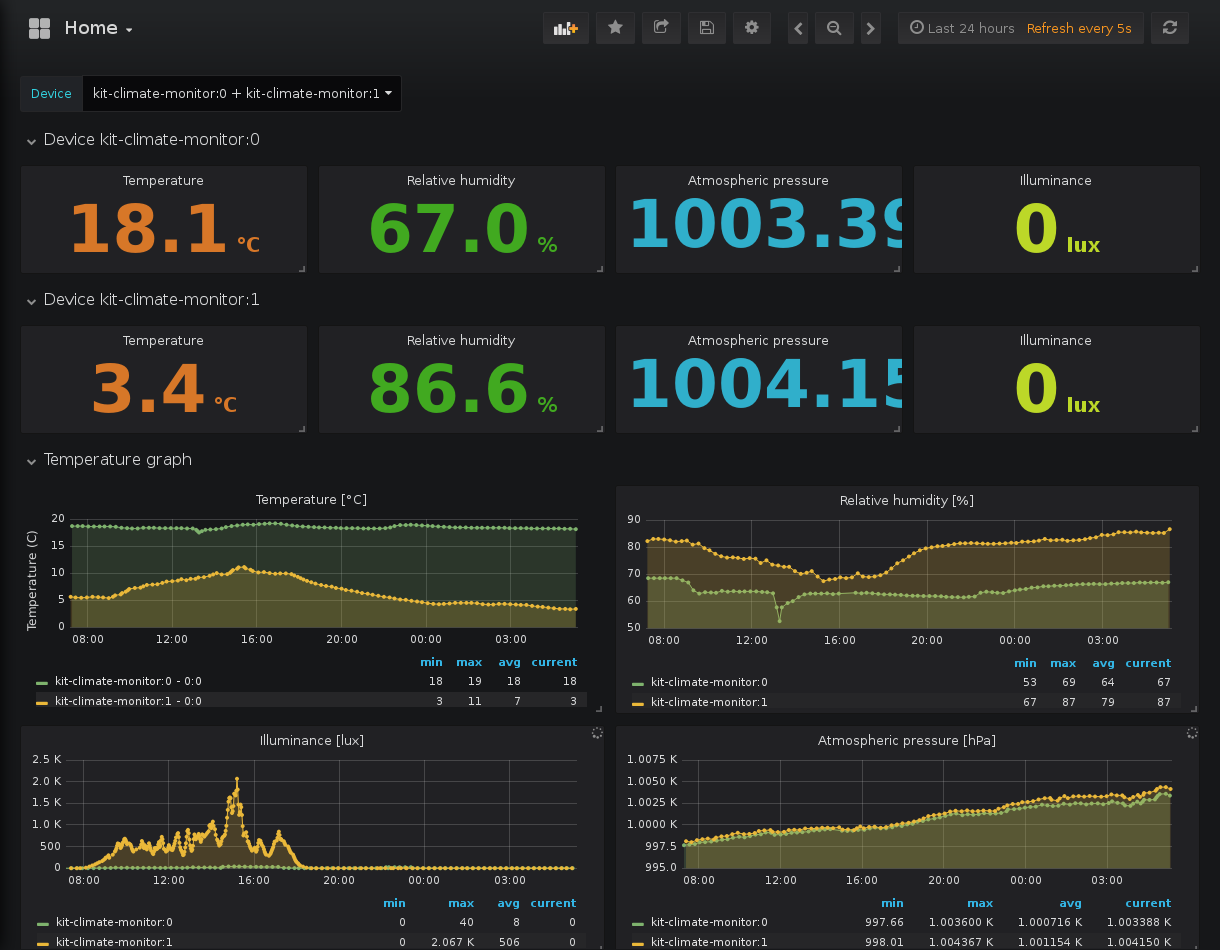 Home
Last 24 hours Refresh every 5s
Device kit-climate-monitor:0 + kit-climate-monitor:1
Device kit-climate-monitor:0
Temperature Relative humidity Atmospheric pressure Illuminance
18.1 °C 67.0 % 1003.39 0 lux
Device kit-climate-monitor:1
Temperature Relative humidity Atmospheric pressure Illuminance
3.4 °C 86.6 % 1004.15 0 lux
Temperature graph
Temperature [°C]
Temperature (C)
20
15
10
5
0
08:00 12:00 16:00 20:00 00:00 03:00
min max avg current
kit-climate-monitor:0 - 0:0 18 19 18 18
kit-climate-monitor:1 - 0:0 3 11 7 3
Relative humidity [%]
90
80
70
60
50
08:00 12:00 16:00 20:00 00:00 03:00
min max avg current
kit-climate-monitor:0 53 69 64 67
kit-climate-monitor:1 67 87 79 87
Illuminance [lux]
2.5 K
2.0 K
1.5 K
1.0 K
500
0
08:00 12:00 16:00 20:00 00:00 03:00
min max avg current
kit-climate-monitor:0 0 40 8 0
kit-climate-monitor:1 0 2.067 K 506 0
Atmospheric pressure [hPa]
1.0075 K
1.0050 K
1.0025 K
1.0000 K
997.5
995.0
08:00 12:00 16:00 20:00 00:00 03:00
min max avg current
kit-climate-monitor:0 997.66 1.003600 K 1.000716 K 1.003388 K
kit-climate-monitor:1 998.01 1.004367 K 1.001154 K 1.004150 K